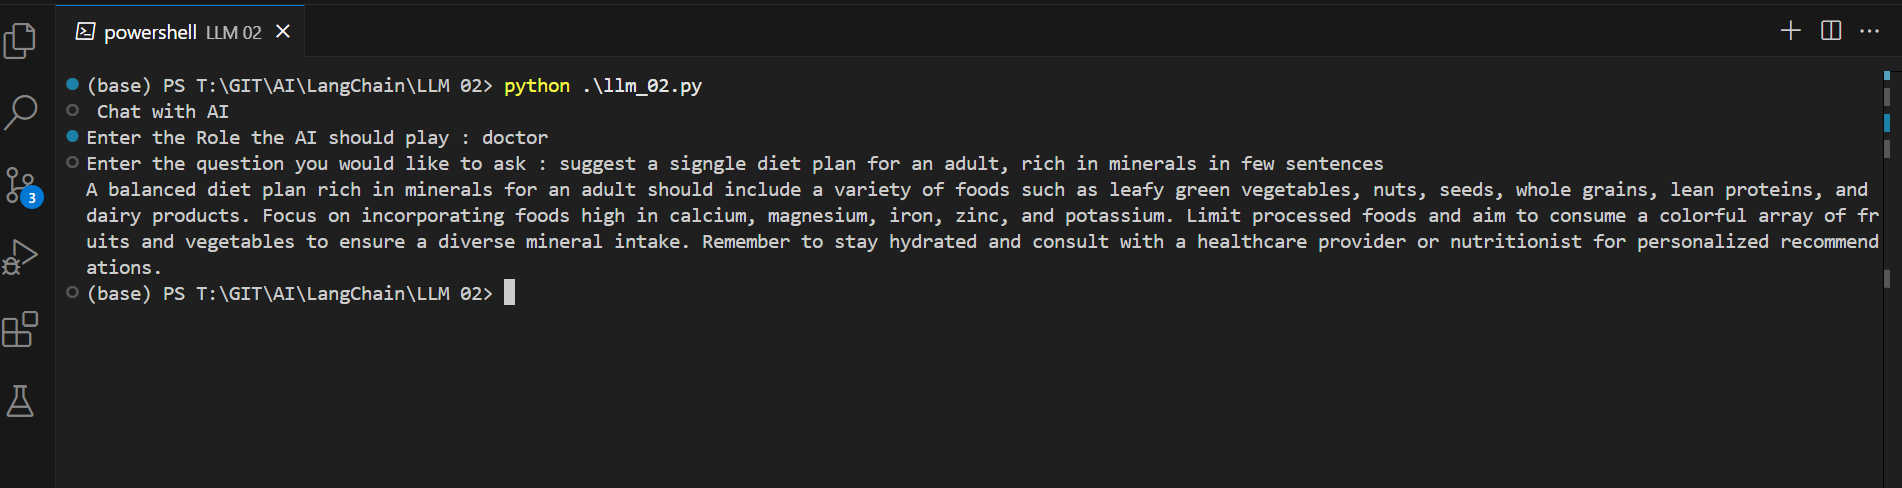 powershell LLM 02
(base) PS T:\GIT\AI\LangChain\LLM 02> python .\llm_02.py
Chat with AI
Enter the Role the AI should play : doctor
Enter the question you would like to ask : suggest a signgle diet plan for an adult, rich in minerals in few sentences
A balanced diet plan rich in minerals for an adult should include a variety of foods such as leafy green vegetables, nuts, seeds, whole grains, lean proteins, and
dairy products. Focus on incorporating foods high in calcium, magnesium, iron, zinc, and potassium. Limit processed foods and aim to consume a colorful array of fr
uits and vegetables to ensure a diverse mineral intake. Remember to stay hydrated and consult with a healthcare provider or nutritionist for personalized recommend
ations.
(base) PS T:\GIT\AI\LangChain\LLM 02>
3